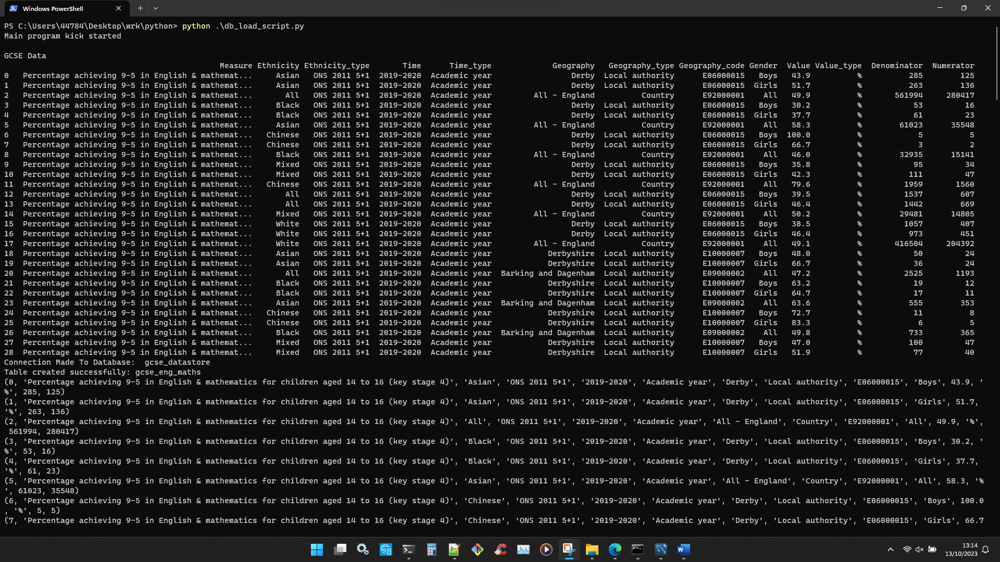 Windows PowerShell
PS C:\Users\44784\Desktop\wrk\python> python .\db_load_script.py
Main program kick started
GCSE Data
Measure Ethnicity Ethnicity_type Time Time_type Geography Geography_type Geography_code Gender Value Value_type Denominator Numerator
0 Percentage achieving 9-5 in English & mathemat... Asian ONS 2011 5+1 2019-2020 Academic year Derby Local authority E06000015 Boys 43.9 % 285 125
1 Percentage achieving 9-5 in English & mathemat... Asian ONS 2011 5+1 2019-2020 Academic year Derby Local authority E06000015 Girls 51.7 % 263 136
2 Percentage achieving 9-5 in English & mathemat... All ONS 2011 5+1 2019-2020 Academic year All - England Country E92000001 All 49.9 % 561994 280417
3 Percentage achieving 9-5 in English & mathemat... Black ONS 2011 5+1 2019-2020 Academic year Derby Local authority E06000015 Boys 30.2 % 53 16
4 Percentage achieving 9-5 in English & mathemat... Black ONS 2011 5+1 2019-2020 Academic year Derby Local authority E06000015 Girls 37.7 % 61 23
5 Percentage achieving 9-5 in English & mathemat... Asian ONS 2011 5+1 2019-2020 Academic year All - England Country E92000001 All 58.3 % 61023 35548
6 Percentage achieving 9-5 in English & mathemat... Chinese ONS 2011 5+1 2019-2020 Academic year Derby Local authority E06000015 Boys 100.0 % 5 5
7 Percentage achieving 9-5 in English & mathemat... Chinese ONS 2011 5+1 2019-2020 Academic year Derby Local authority E06000015 Girls 66.7 % 3 2
8 Percentage achieving 9-5 in English & mathemat... Black ONS 2011 5+1 2019-2020 Academic year All - England Country E92000001 All 46.0 % 32935 15141
9 Percentage achieving 9-5 in English & mathemat... Mixed ONS 2011 5+1 2019-2020 Academic year Derby Local authority E06000015 Boys 35.8 % 95 34
10 Percentage achieving 9-5 in English & mathemat... Mixed ONS 2011 5+1 2019-2020 Academic year Derby Local authority E06000015 Girls 42.3 % 111 47
11 Percentage achieving 9-5 in English & mathemat... Chinese ONS 2011 5+1 2019-2020 Academic year All - England Country E92000001 All 79.6 % 1959 1560
12 Percentage achieving 9-5 in English & mathemat... All ONS 2011 5+1 2019-2020 Academic year Derby Local authority E06000015 Boys 39.5 % 1537 607
13 Percentage achieving 9-5 in English & mathemat... All ONS 2011 5+1 2019-2020 Academic year Derby Local authority E06000015 Girls 46.4 % 1442 669
14 Percentage achieving 9-5 in English & mathemat... Mixed ONS 2011 5+1 2019-2020 Academic year All - England Country E92000001 All 50.2 % 29481 14805
15 Percentage achieving 9-5 in English & mathemat... White ONS 2011 5+1 2019-2020 Academic year Derby Local authority E06000015 Boys 38.5 % 1057 407
16 Percentage achieving 9-5 in English & mathemat... White ONS 2011 5+1 2019-2020 Academic year Derby Local authority E06000015 Girls 46.4 % 973 451
17 Percentage achieving 9-5 in English & mathemat... White ONS 2011 5+1 2019-2020 Academic year All - England Country E92000001 All 49.1 % 416504 204392
18 Percentage achieving 9-5 in English & mathemat... Asian ONS 2011 5+1 2019-2020 Academic year Derbyshire Local authority E10000007 Boys 48.0 % 50 24
19 Percentage achieving 9-5 in English & mathemat... Asian ONS 2011 5+1 2019-2020 Academic year Derbyshire Local authority E10000007 Girls 66.7 % 36 24
20 Percentage achieving 9-5 in English & mathemat... All ONS 2011 5+1 2019-2020 Academic year Barking and Dagenham Local authority E09000002 All 47.2 % 2525 1193
21 Percentage achieving 9-5 in English & mathemat... Black ONS 2011 5+1 2019-2020 Academic year Derbyshire Local authority E10000007 Boys 63.2 % 19 12
22 Percentage achieving 9-5 in English & mathemat... Black ONS 2011 5+1 2019-2020 Academic year Derbyshire Local authority E10000007 Girls 64.7 % 17 11
23 Percentage achieving 9-5 in English & mathemat... Asian ONS 2011 5+1 2019-2020 Academic year Barking and Dagenham Local authority E09000002 All 63.6 % 555 353
24 Percentage achieving 9-5 in English & mathemat... Chinese ONS 2011 5+1 2019-2020 Academic year Derbyshire Local authority E10000007 Boys 72.7 % 11 8
25 Percentage achieving 9-5 in English & mathemat... Chinese ONS 2011 5+1 2019-2020 Academic year Derbyshire Local authority E10000007 Girls 83.3 % 6 5
26 Percentage achieving 9-5 in English & mathemat... Black ONS 2011 5+1 2019-2020 Academic year Barking and Dagenham Local authority E09000002 All 49.8 % 733 365
27 Percentage achieving 9-5 in English & mathemat... Mixed ONS 2011 5+1 2019-2020 Academic year Derbyshire Local authority E10000007 Boys 47.0 % 100 47
28 Percentage achieving 9-5 in English & mathemat... Mixed ONS 2011 5+1 2019-2020 Academic year Derbyshire Local authority E10000007 Girls 51.9 % 77 40
Connection Made To Database:  gcse_datastore
Table created successfully: gcse_eng_maths
(0, 'Percentage achieving 9-5 in English & mathematics for children aged 14 to 16 (key stage 4)', 'Asian', 'ONS 2011 5+1', '2019-2020', 'Academic year', 'Derby', 'Local authority', 'E06000015', 'Boys', 43.9, '
%', 285, 125)
(1, 'Percentage achieving 9-5 in English & mathematics for children aged 14 to 16 (key stage 4)', 'Asian', 'ONS 2011 5+1', '2019-2020', 'Academic year', 'Derby', 'Local authority', 'E06000015', 'Girls', 51.7,
'%', 263, 136)
(2, 'Percentage achieving 9-5 in English & mathematics for children aged 14 to 16 (key stage 4)', 'All', 'ONS 2011 5+1', '2019-2020', 'Academic year', 'All - England', 'Country', 'E92000001', 'All', 49.9, '%',
561994, 280417)
(3, 'Percentage achieving 9-5 in English & mathematics for children aged 14 to 16 (key stage 4)', 'Black', 'ONS 2011 5+1', '2019-2020', 'Academic year', 'Derby', 'Local authority', 'E06000015', 'Boys', 30.2, '
%', 53, 16)
(4, 'Percentage achieving 9-5 in English & mathematics for children aged 14 to 16 (key stage 4)', 'Black', 'ONS 2011 5+1', '2019-2020', 'Academic year', 'Derby', 'Local authority', 'E06000015', 'Girls', 37.7,
'%', 61, 23)
(5, 'Percentage achieving 9-5 in English & mathematics for children aged 14 to 16 (key stage 4)', 'Asian', 'ONS 2011 5+1', '2019-2020', 'Academic year', 'All - England', 'Country', 'E92000001', 'All', 58.3, '%
', 61023, 35548)
(6, 'Percentage achieving 9-5 in English & mathematics for children aged 14 to 16 (key stage 4)', 'Chinese', 'ONS 2011 5+1', '2019-2020', 'Academic year', 'Derby', 'Local authority', 'E06000015', 'Boys', 100.0
, '%', 5, 5)
(7, 'Percentage achieving 9-5 in English & mathematics for children aged 14 to 16 (key stage 4)', 'Chinese', 'ONS 2011 5+1', '2019-2020', 'Academic year', 'Derby', 'Local authority', 'E06000015', 'Girls', 66.7
13:14
13/10/2023